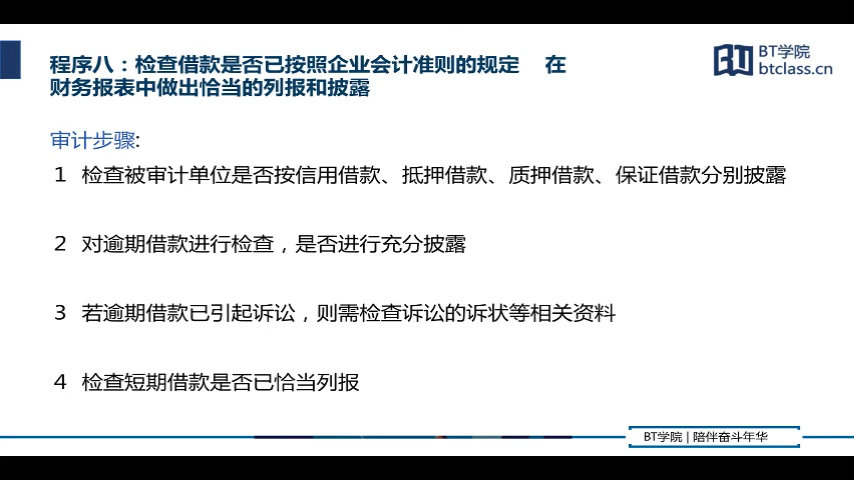 程序八：检查借款是否已按照企业会计准则的规定 在
财务报表中做出恰当的列报和披露
BT学院
btclass.cn
审计步骤:
1 检查被审计单位是否按信用借款、抵押借款、质押借款、保证借款分别披露
2 对逾期借款进行检查，是否进行充分披露
3 若逾期借款已引起诉讼，则需检查诉讼的诉状等相关资料
4 检查短期借款是否已恰当列报
BT学院 | 陪伴奋斗年华